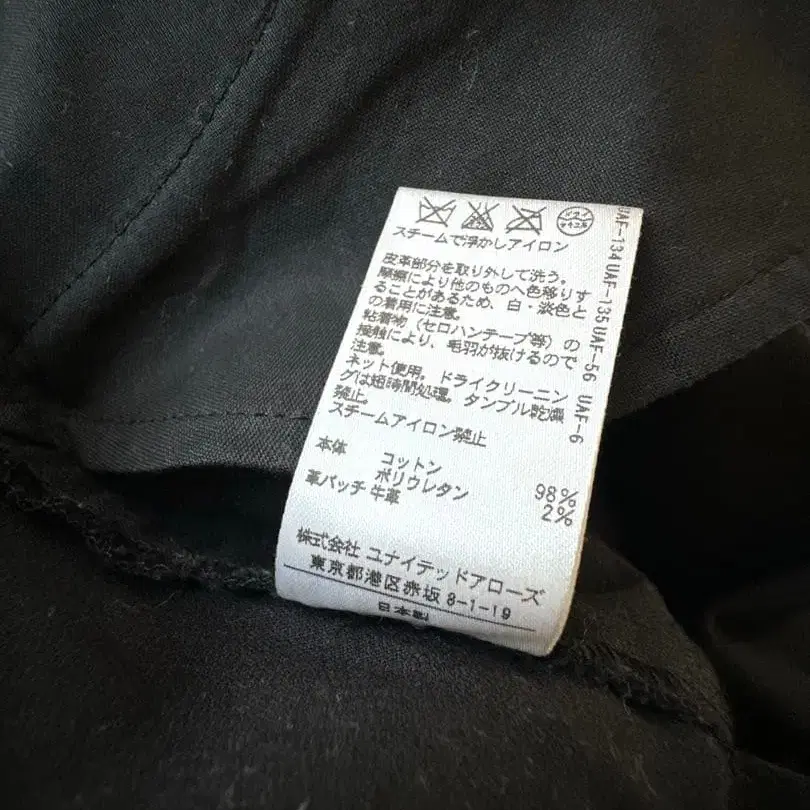 ドライ
セキユ系
スチームで浮かしアイロン
皮革部分を取り外して洗う。
摩擦により他のものへ色移りす
ることがあるため、白・淡色と
の着用に注意。
粘着物（セロハンテープ等）の
接触により、毛羽が抜けるので
注意。
ネット使用。ドライクリーニン
グは短時間処理。タンブル乾燥
禁止。
スチームアイロン禁止
本体 コットン 98%
ポリウレタン 2%
革パッチ 牛革
株式会社 ユナイテッドアローズ
東京都港区赤坂 8-1-19
日本製
UAF-134 UAF-135 UAF-56 UAF-6